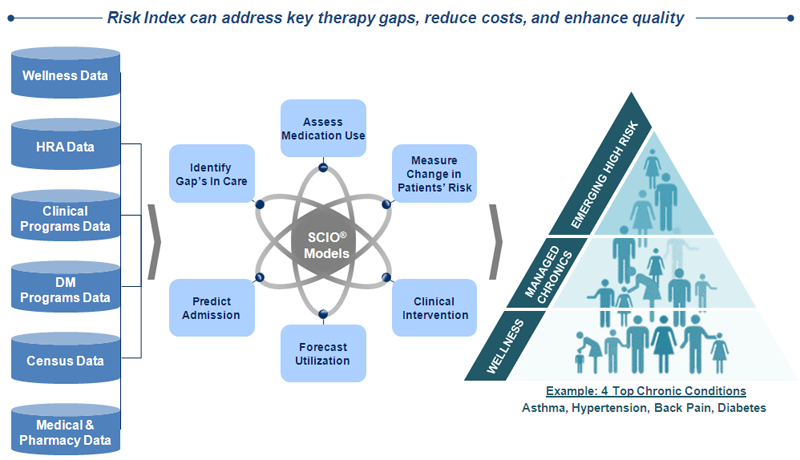 Risk Index can address key therapy gaps, reduce costs, and enhance quality
Wellness Data
HRA Data
Clinical
Programs Data
DM
Programs Data
Census Data
Medical &
Pharmacy Data
Assess
Medication Use
Identify
Gap's In Care
Measure
Change in
Patients' Risk
SCIO®
Models
Predict
Admission
Clinical
Intervention
Forecast
Utilization
EMERGING HIGH RISK
MANAGED
CHRONICS
WELLNESS
Example: 4 Top Chronic Conditions
Asthma, Hypertension, Back Pain, Diabetes